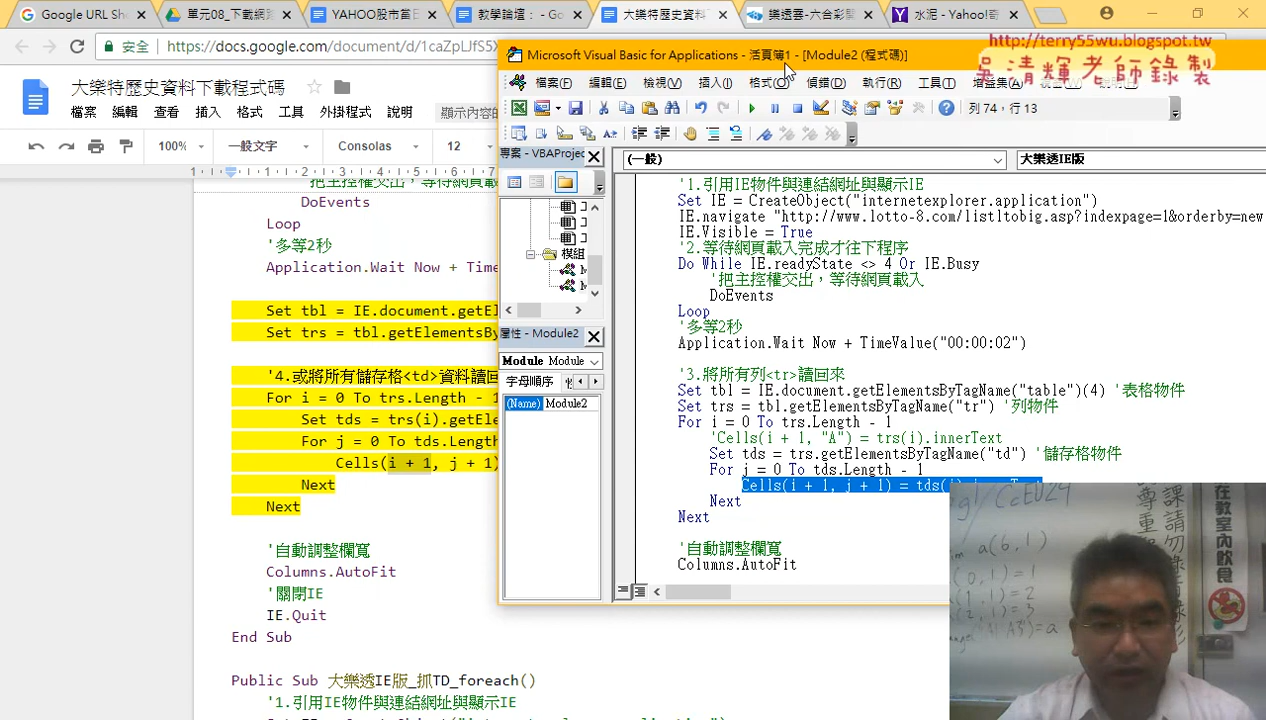 Google URL Sh
單元08_下載網
YAHOO股市當日
教學論壇： - Go
大樂特歷史資料
樂透雲-六合彩
水泥 - Yahoo!奇
安全
https://docs.google.com/document/d/1caZpLJfS5X
http://terry55wu.blogspot.tw
吳清輝老師錄製
大樂特歷史資料下載程式碼
檔案 編輯 查看 插入 格式 工具 外掛程式 說明
100% 一般文字 Consolas 12
DoEvents
Loop
'多等2秒
Application.Wait Now + Time
Set tbl = IE.document.getEl
Set trs = tbl.getElementsBy
'4.或將所有儲存格<td>資料讀回
For i = 0 To trs.Length - 1
Set tds = trs(i).getEle
For j = 0 To tds.Length
Cells(i + 1, j + 1)
Next
Next
'自動調整欄寬
Columns.AutoFit
'關閉IE
IE.Quit
End Sub
Public Sub 大樂透IE版_抓TD_foreach()
'1.引用IE物件與連結網址與顯示IE
Microsoft Visual Basic for Applications - 活頁簿1 - [Module2 (程式碼)]
檔案(F) 編輯(E) 檢視(V) 插入(I) 格式(O) 偵錯(D) 執行(R) 工具(T)
列 74，行 13
專案 - VBAProjec
模組
屬性 - Module2
Module Module
字母順序
(Name) Module2
(一般) 大樂透IE版
'1.引用IE物件與連結網址與顯示IE
Set IE = CreateObject("internetexplorer.application")
IE.navigate "http://www.lotto-8.com/listltobig.asp?indexpage=1&orderby=new
IE.Visible = True
'2.等待網頁載入完成才往下程序
Do While IE.readyState <> 4 Or IE.Busy
'把主控權交出，等待網頁載入
DoEvents
Loop
'多等2秒
Application.Wait Now + TimeValue("00:00:02")
'3.將所有列<tr>讀回來
Set tbl = IE.document.getElementsByTagName("table")(4) '表格物件
Set trs = tbl.getElementsByTagName("tr") '列物件
For i = 0 To trs.Length - 1
'Cells(i + 1, "A") = trs(i).innerText
Set tds = trs.getElementsByTagName("td") '儲存格物件
For j = 0 To tds.Length - 1
Cells(i + 1, j + 1) = tds(
Next
Next
'自動調整欄寬
Columns.AutoFit